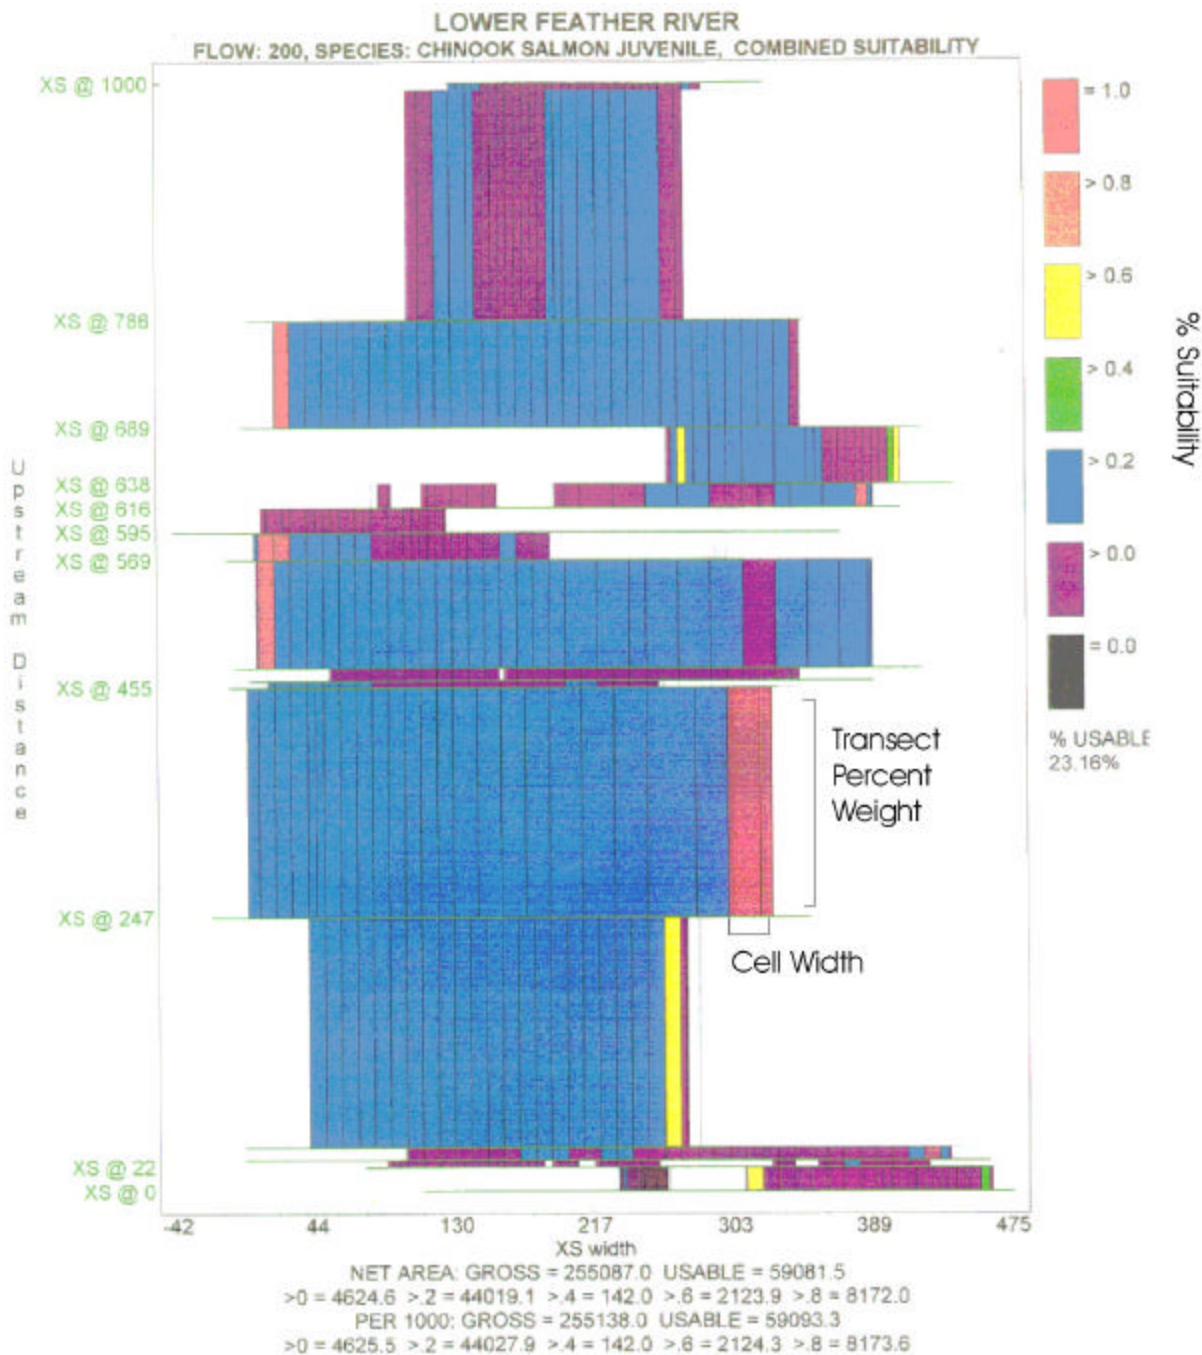 LOWER FEATHER RIVER
FLOW: 200, SPECIES: CHINOOK SALMON JUVENILE, COMBINED SUITABILITY
XS @ 1000
XS @ 786
XS @ 689
XS @ 638
XS @ 616
XS @ 595
XS @ 569
XS @ 455
XS @ 247
XS @ 22
XS @ 0
Upstream Distance
= 1.0
> 0.8
> 0.6
> 0.4
> 0.2
> 0.0
= 0.0
% Suitability
% USABLE
23.16%
Transect
Percent
Weight
Cell Width
-42 44 130 217 303 389 475
XS width
NET AREA: GROSS = 255087.0 USABLE = 59081.5
>0 = 4624.6 >.2 = 44019.1 >.4 = 142.0 >.6 = 2123.9 >.8 = 8172.0
PER 1000: GROSS = 255138.0 USABLE = 59093.3
>0 = 4625.5 >.2 = 44027.9 >.4 = 142.0 >.6 = 2124.3 >.8 = 8173.6